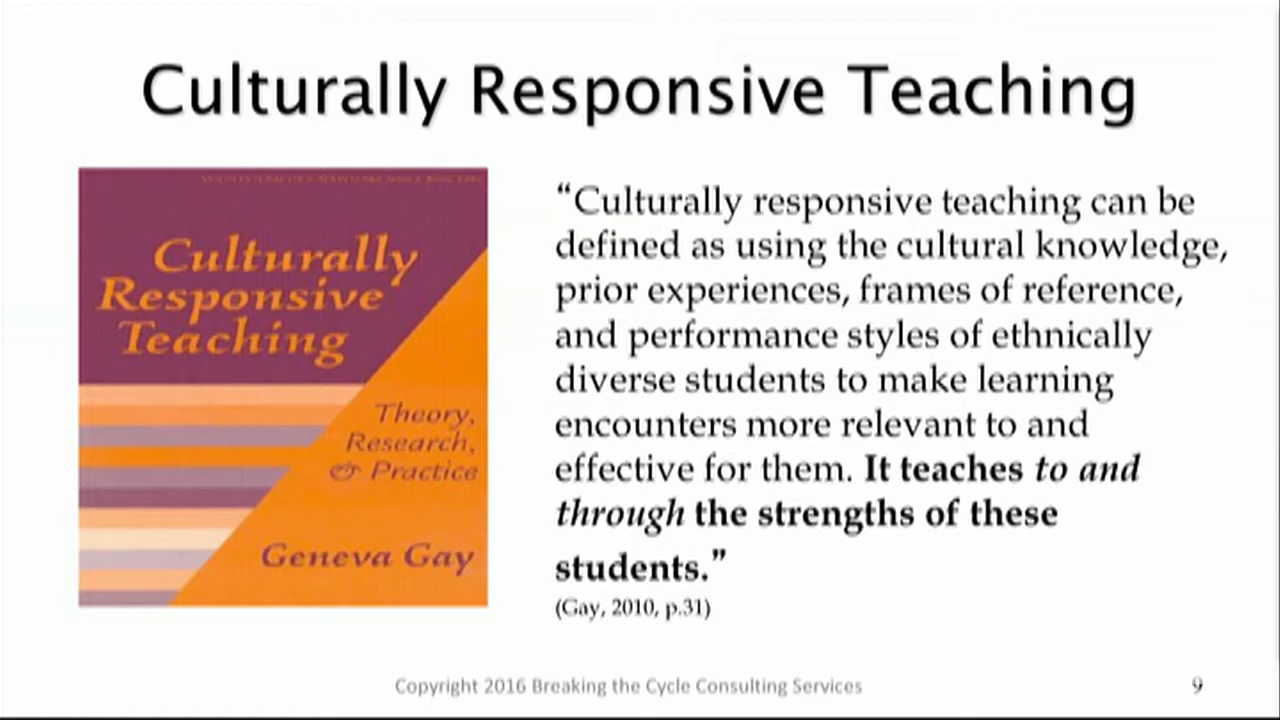 Culturally Responsive Teaching
Culturally
Responsive
Teaching
Theory,
Research,
& Practice
Geneva Gay
“Culturally responsive teaching can be
defined as using the cultural knowledge,
prior experiences, frames of reference,
and performance styles of ethnically
diverse students to make learning
encounters more relevant to and
effective for them. It teaches to and
through the strengths of these
students.”
(Gay, 2010, p.31)
Copyright 2016 Breaking the Cycle Consulting Services
9